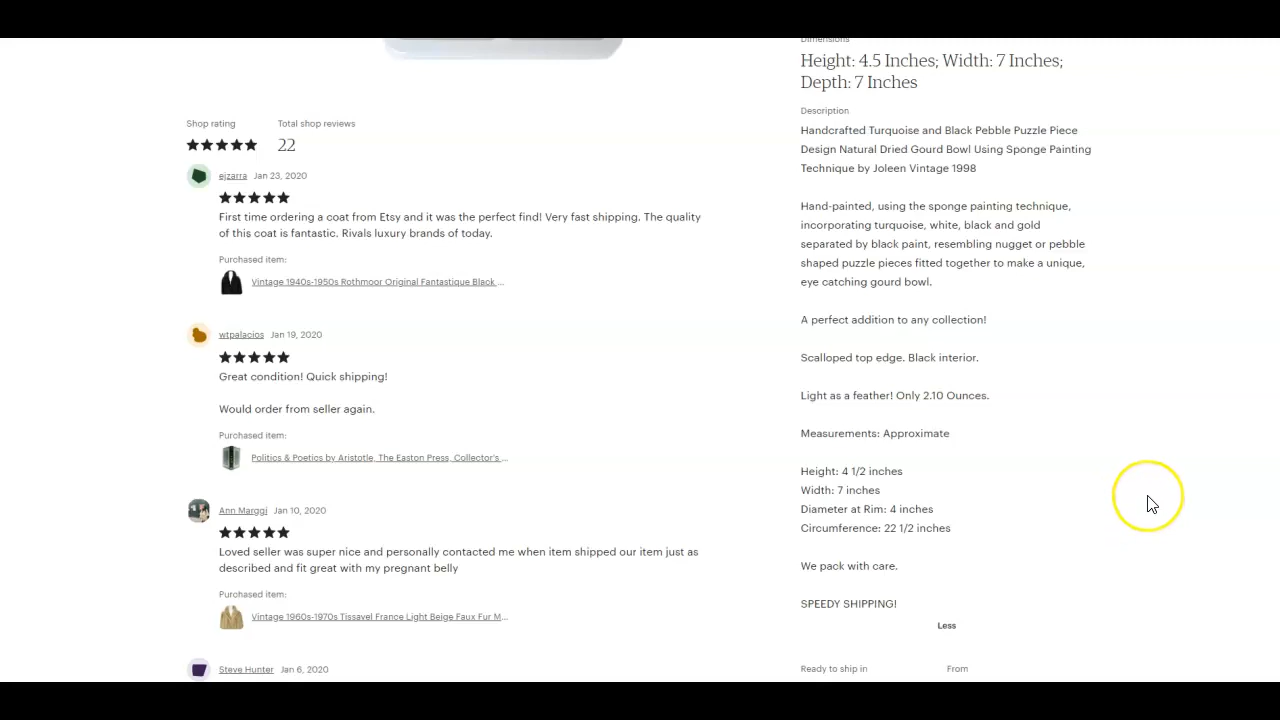 Shop rating
Total shop reviews
22
ejzarra Jan 23, 2020
First time ordering a coat from Etsy and it was the perfect find! Very fast shipping. The quality
of this coat is fantastic. Rivals luxury brands of today.
Purchased item:
Vintage 1940s-1950s Rothmoor Original Fantastique Black ...
wtpalacios Jan 19, 2020
Great condition! Quick shipping!
Would order from seller again.
Purchased item:
Politics & Poetics by Aristotle, The Easton Press, Collector's ...
Ann Marggi Jan 10, 2020
Loved seller was super nice and personally contacted me when item shipped our item just as
described and fit great with my pregnant belly
Purchased item:
Vintage 1960s-1970s Tissavel France Light Beige Faux Fur M...
Steve Hunter Jan 6, 2020
Dimensions
Height: 4.5 Inches; Width: 7 Inches;
Depth: 7 Inches
Description
Handcrafted Turquoise and Black Pebble Puzzle Piece
Design Natural Dried Gourd Bowl Using Sponge Painting
Technique by Joleen Vintage 1998
Hand-painted, using the sponge painting technique,
incorporating turquoise, white, black and gold
separated by black paint, resembling nugget or pebble
shaped puzzle pieces fitted together to make a unique,
eye catching gourd bowl.
A perfect addition to any collection!
Scalloped top edge. Black interior.
Light as a feather! Only 2.10 Ounces.
Measurements: Approximate
Height: 4 1/2 inches
Width: 7 inches
Diameter at Rim: 4 inches
Circumference: 22 1/2 inches
We pack with care.
SPEEDY SHIPPING!
Less
Ready to ship in
From